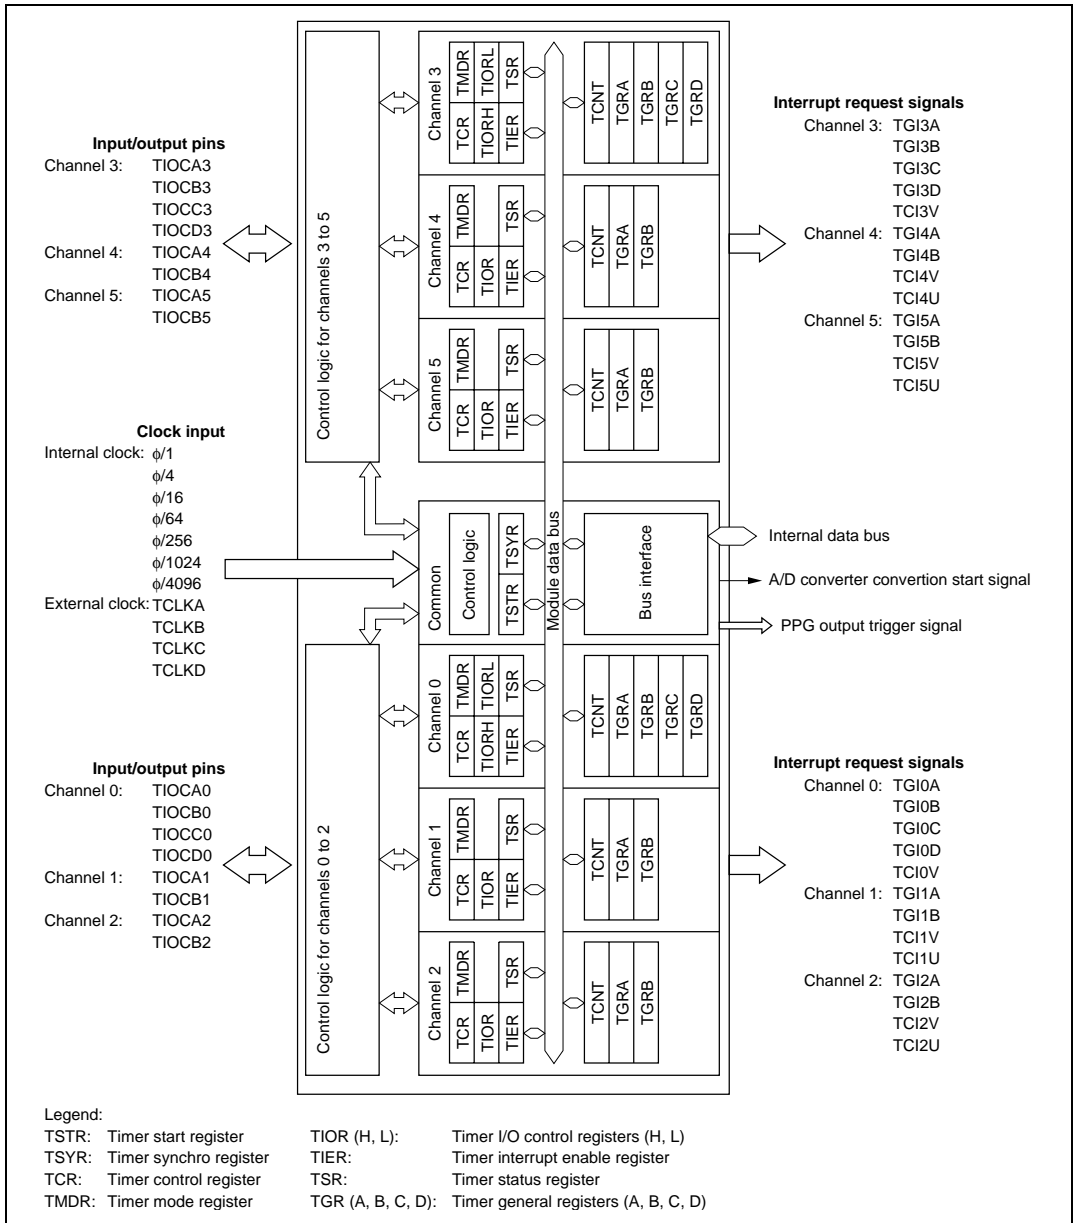 Input/output pins
Channel 3: TIOCA3
TIOCB3
TIOCC3
TIOCD3
Channel 4: TIOCA4
TIOCB4
Channel 5: TIOCA5
TIOCB5
Clock input
Internal clock: ϕ/1
ϕ/4
ϕ/16
ϕ/64
ϕ/256
ϕ/1024
ϕ/4096
External clock: TCLKA
TCLKB
TCLKC
TCLKD
Input/output pins
Channel 0: TIOCA0
TIOCB0
TIOCC0
TIOCD0
Channel 1: TIOCA1
TIOCB1
Channel 2: TIOCA2
TIOCB2
Control logic for channels 3 to 5
Control logic for channels 0 to 2
Channel 3
TCR TMDR
TIORH TIORL
TIER TSR
TCNT
TGRA
TGRB
TGRC
TGRD
Channel 4
TCR TMDR
TIOR
TIER TSR
TCNT
TGRA
TGRB
Channel 5
TCR TMDR
TIOR
TIER TSR
TCNT
TGRA
TGRB
Common
Control logic
TSTR TSYR
Module data bus
Bus interface
Channel 0
TCR TMDR
TIORH TIORL
TIER TSR
TCNT
TGRA
TGRB
TGRC
TGRD
Channel 1
TCR TMDR
TIOR
TIER TSR
TCNT
TGRA
TGRB
Channel 2
TCR TMDR
TIOR
TIER TSR
TCNT
TGRA
TGRB
Interrupt request signals
Channel 3: TGI3A
TGI3B
TGI3C
TGI3D
TCI3V
Channel 4: TGI4A
TGI4B
TCI4V
TCI4U
Channel 5: TGI5A
TGI5B
TCI5V
TCI5U
Internal data bus
A/D converter convertion start signal
PPG output trigger signal
Interrupt request signals
Channel 0: TGI0A
TGI0B
TGI0C
TGI0D
TCI0V
Channel 1: TGI1A
TGI1B
TCI1V
TCI1U
Channel 2: TGI2A
TGI2B
TCI2V
TCI2U
Legend:
TSTR: Timer start register TIOR (H, L): Timer I/O control registers (H, L)
TSYR: Timer synchro register TIER: Timer interrupt enable register
TCR: Timer control register TSR: Timer status register
TMDR: Timer mode register TGR (A, B, C, D): Timer general registers (A, B, C, D)